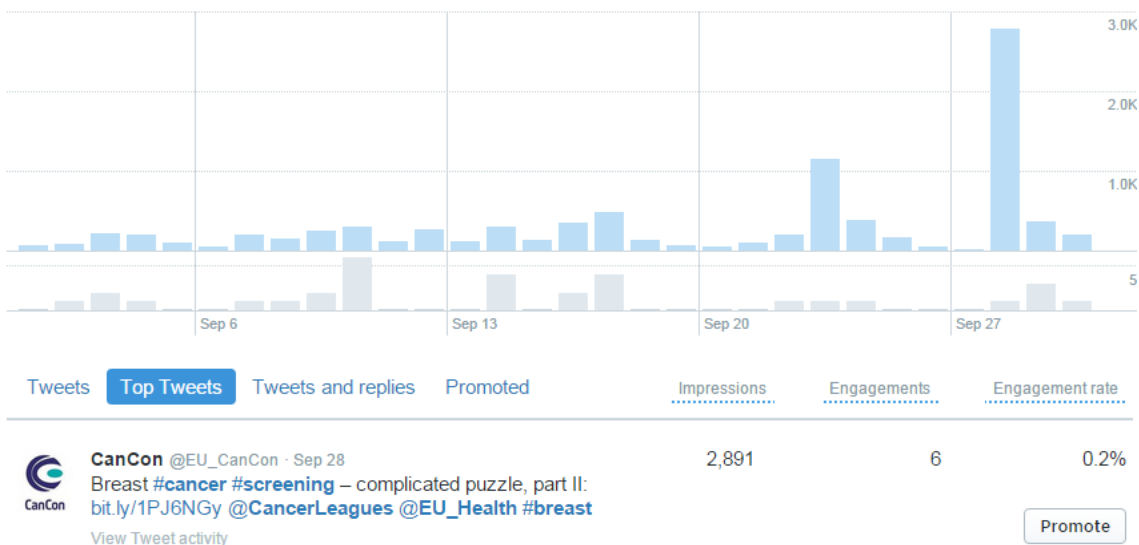 3.0K
2.0K
1.0K
5
Sep 6 Sep 13 Sep 20 Sep 27
Tweets Top Tweets Tweets and replies Promoted Impressions Engagements Engagement rate
CanCon @EU_CanCon · Sep 28 2,891 6 0.2%
Breast #cancer #screening – complicated puzzle, part II:
bit.ly/1PJ6NGy @CancerLeagues @EU_Health #breast
CanCon
View Tweet activity
Promote